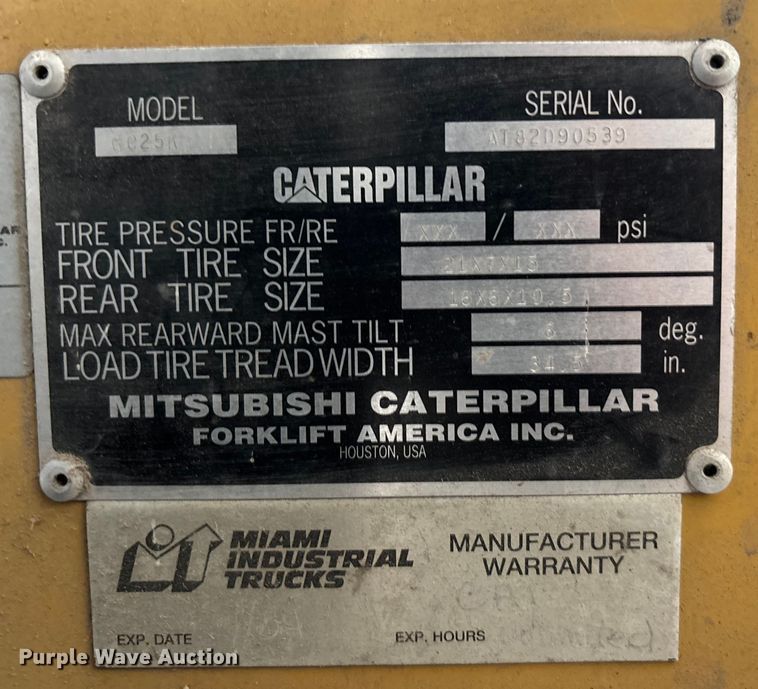 MODEL SERIAL No.
GC25K AT82D90539
CATERPILLAR
TIRE PRESSURE FR/RE XXX / XXX psi
FRONT TIRE SIZE 21X7X15
REAR TIRE SIZE 16X6X10.5
MAX REARWARD MAST TILT 6 deg.
LOAD TIRE TREAD WIDTH 34.5 in.
MITSUBISHI CATERPILLAR
FORKLIFT AMERICA INC.
HOUSTON, USA
MIAMI
INDUSTRIAL
TRUCKS
MANUFACTURER
WARRANTY
EXP. DATE EXP. HOURS
Purple Wave Auction